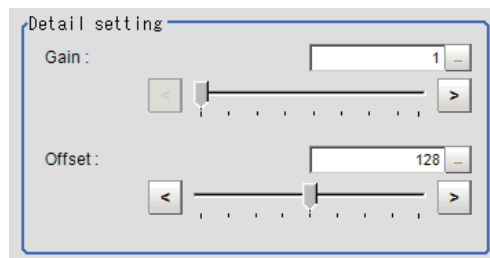 Detail setting
Gain :
1 ...
< >
Offset :
128 ...
< >